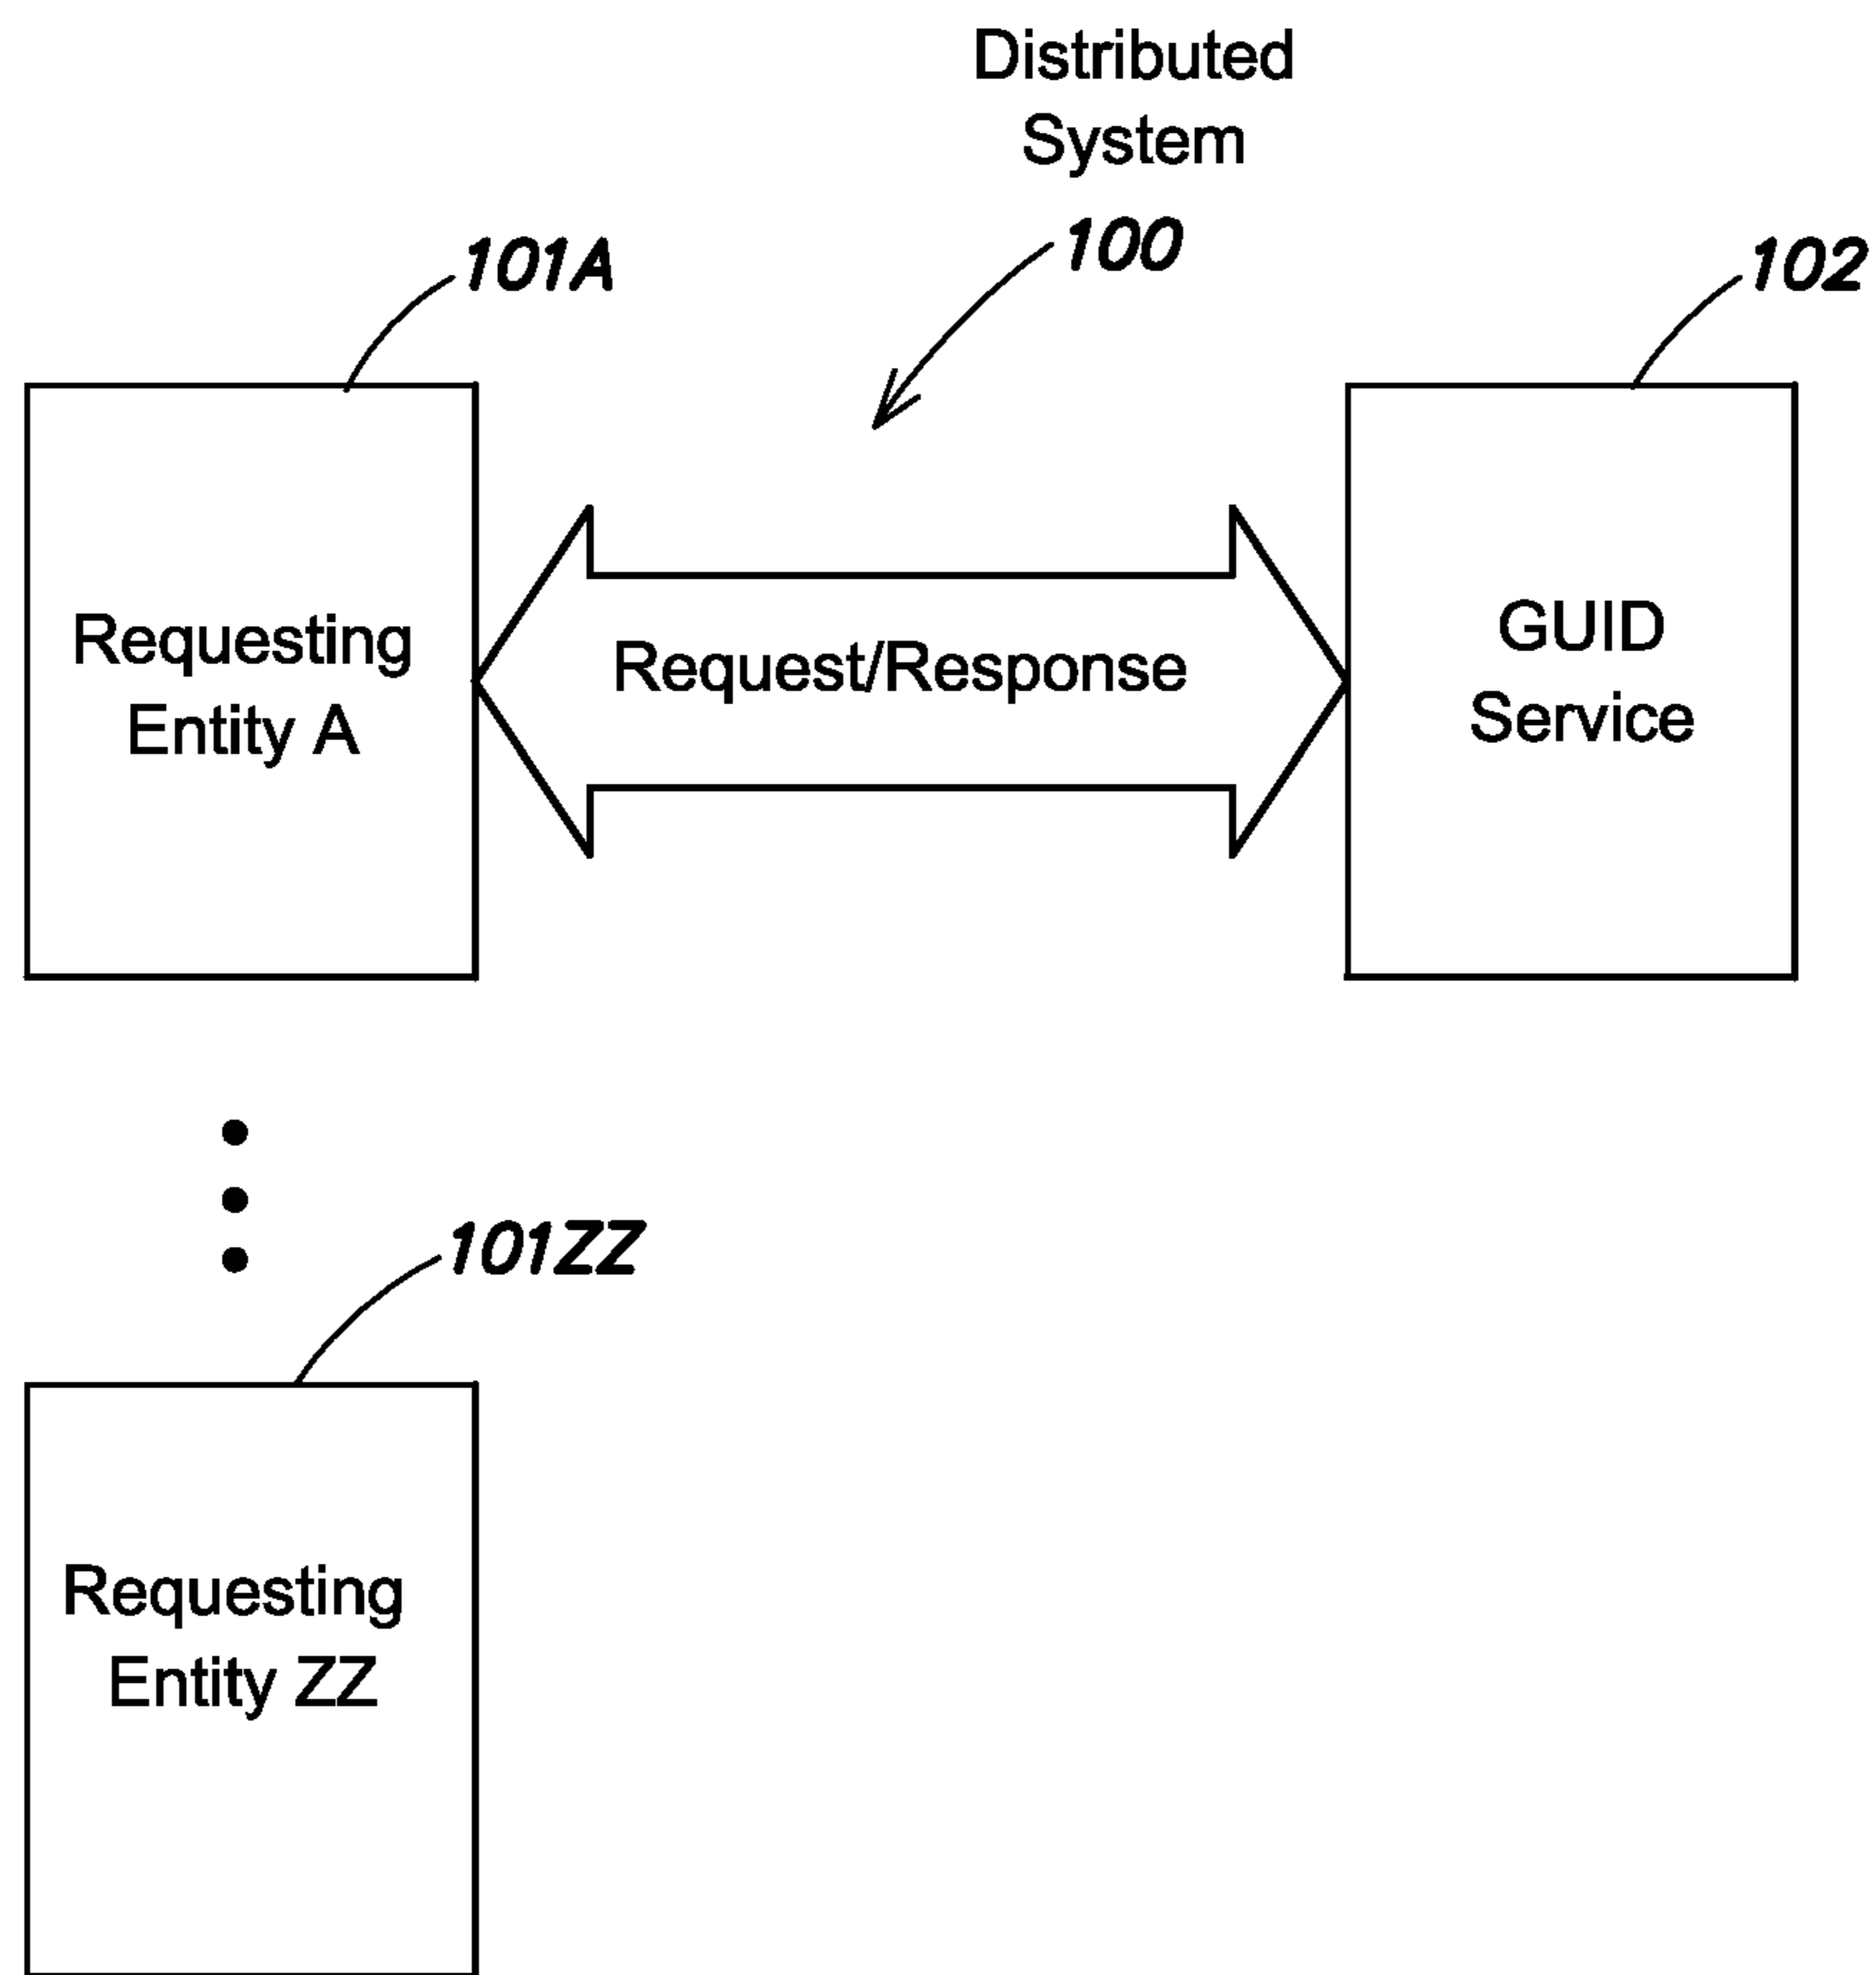 Distributed
System
100
101A
102
Requesting
Entity A
Request/Response
GUID
Service
101ZZ
Requesting
Entity ZZ